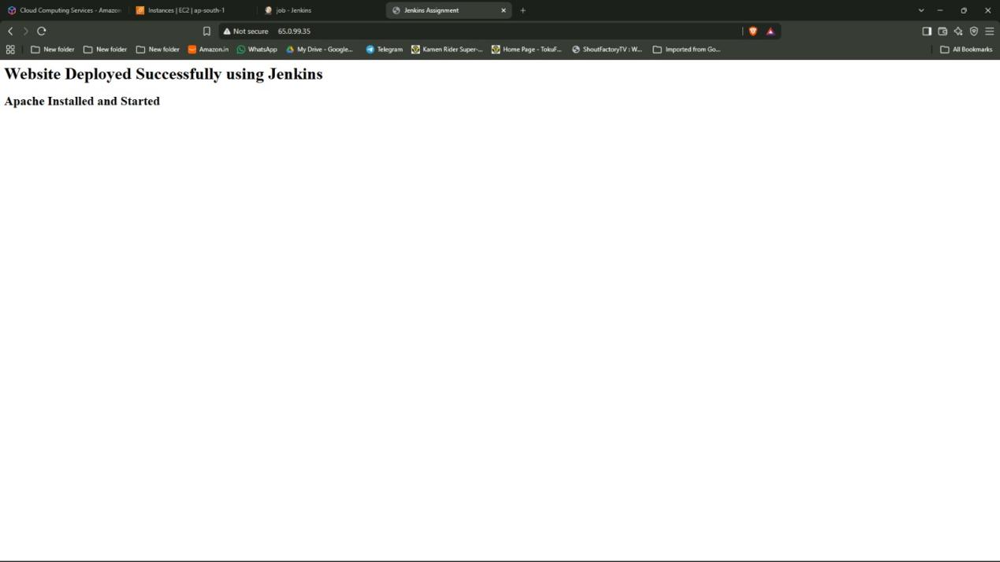 Cloud Computing Services - Amazon
Instances | EC2 | ap-south-1
job - Jenkins
Jenkins Assignment
Not secure 65.0.99.35
New folder New folder New folder Amazon.in WhatsApp My Drive - Google... Telegram Kamen Rider Super-... Home Page - TokuF... ShoutFactoryTV : W... Imported from Go... All Bookmarks
Website Deployed Successfully using Jenkins
Apache Installed and Started